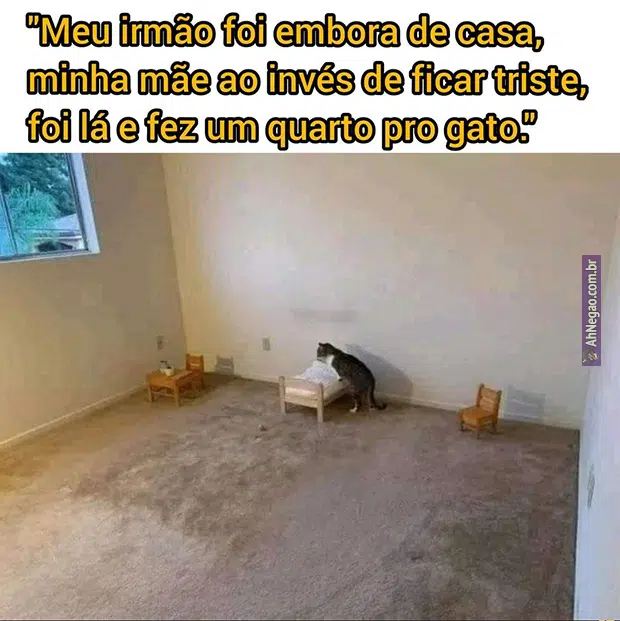 "Meu irmão foi embora de casa,
minha mãe ao invés de ficar triste,
foi lá e fez um quarto pro gato."
AhNegao.com.br